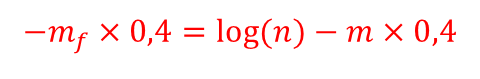 −m_f × 0,4 = log(n) − m × 0,4